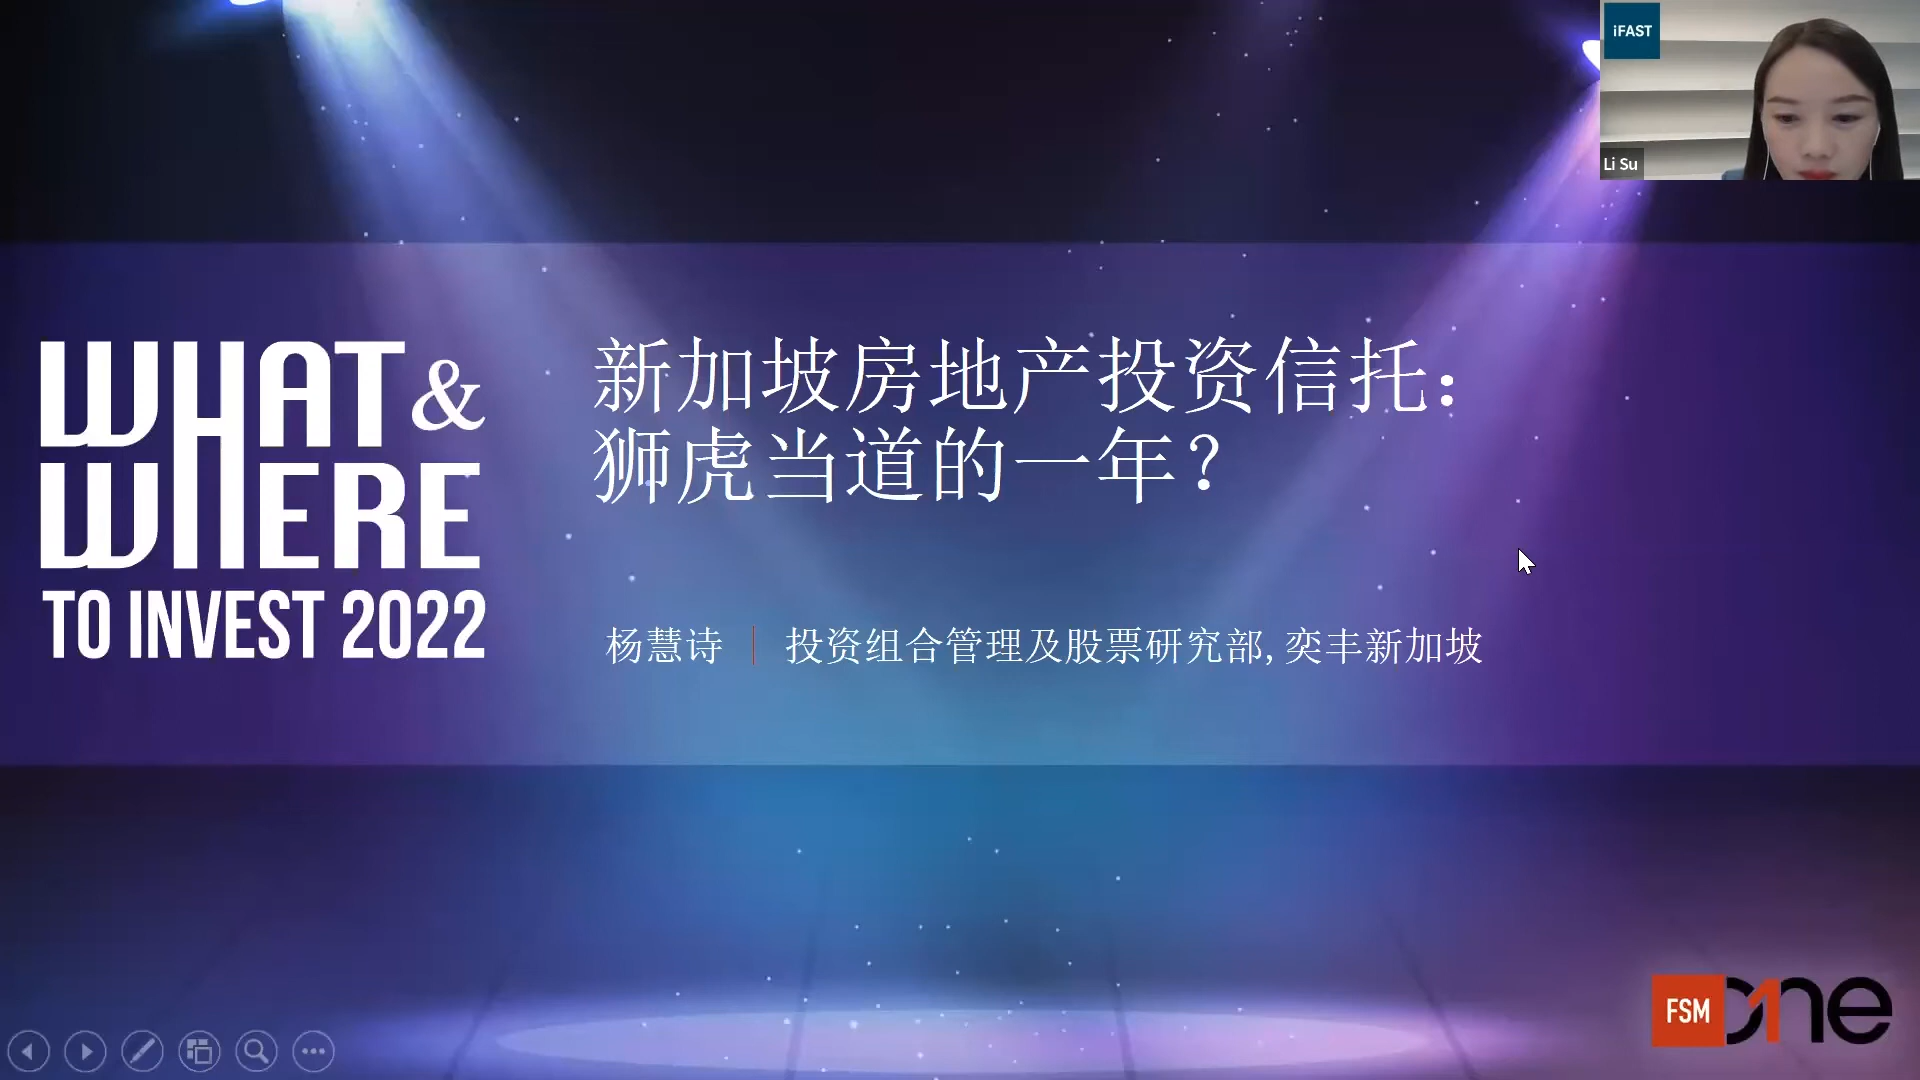 iFAST
Li Su
WHAT &
WHERE
TO INVEST 2022
新加坡房地产投资信托：
狮虎当道的一年？
杨慧诗 | 投资组合管理及股票研究部, 奕丰新加坡
FSM one